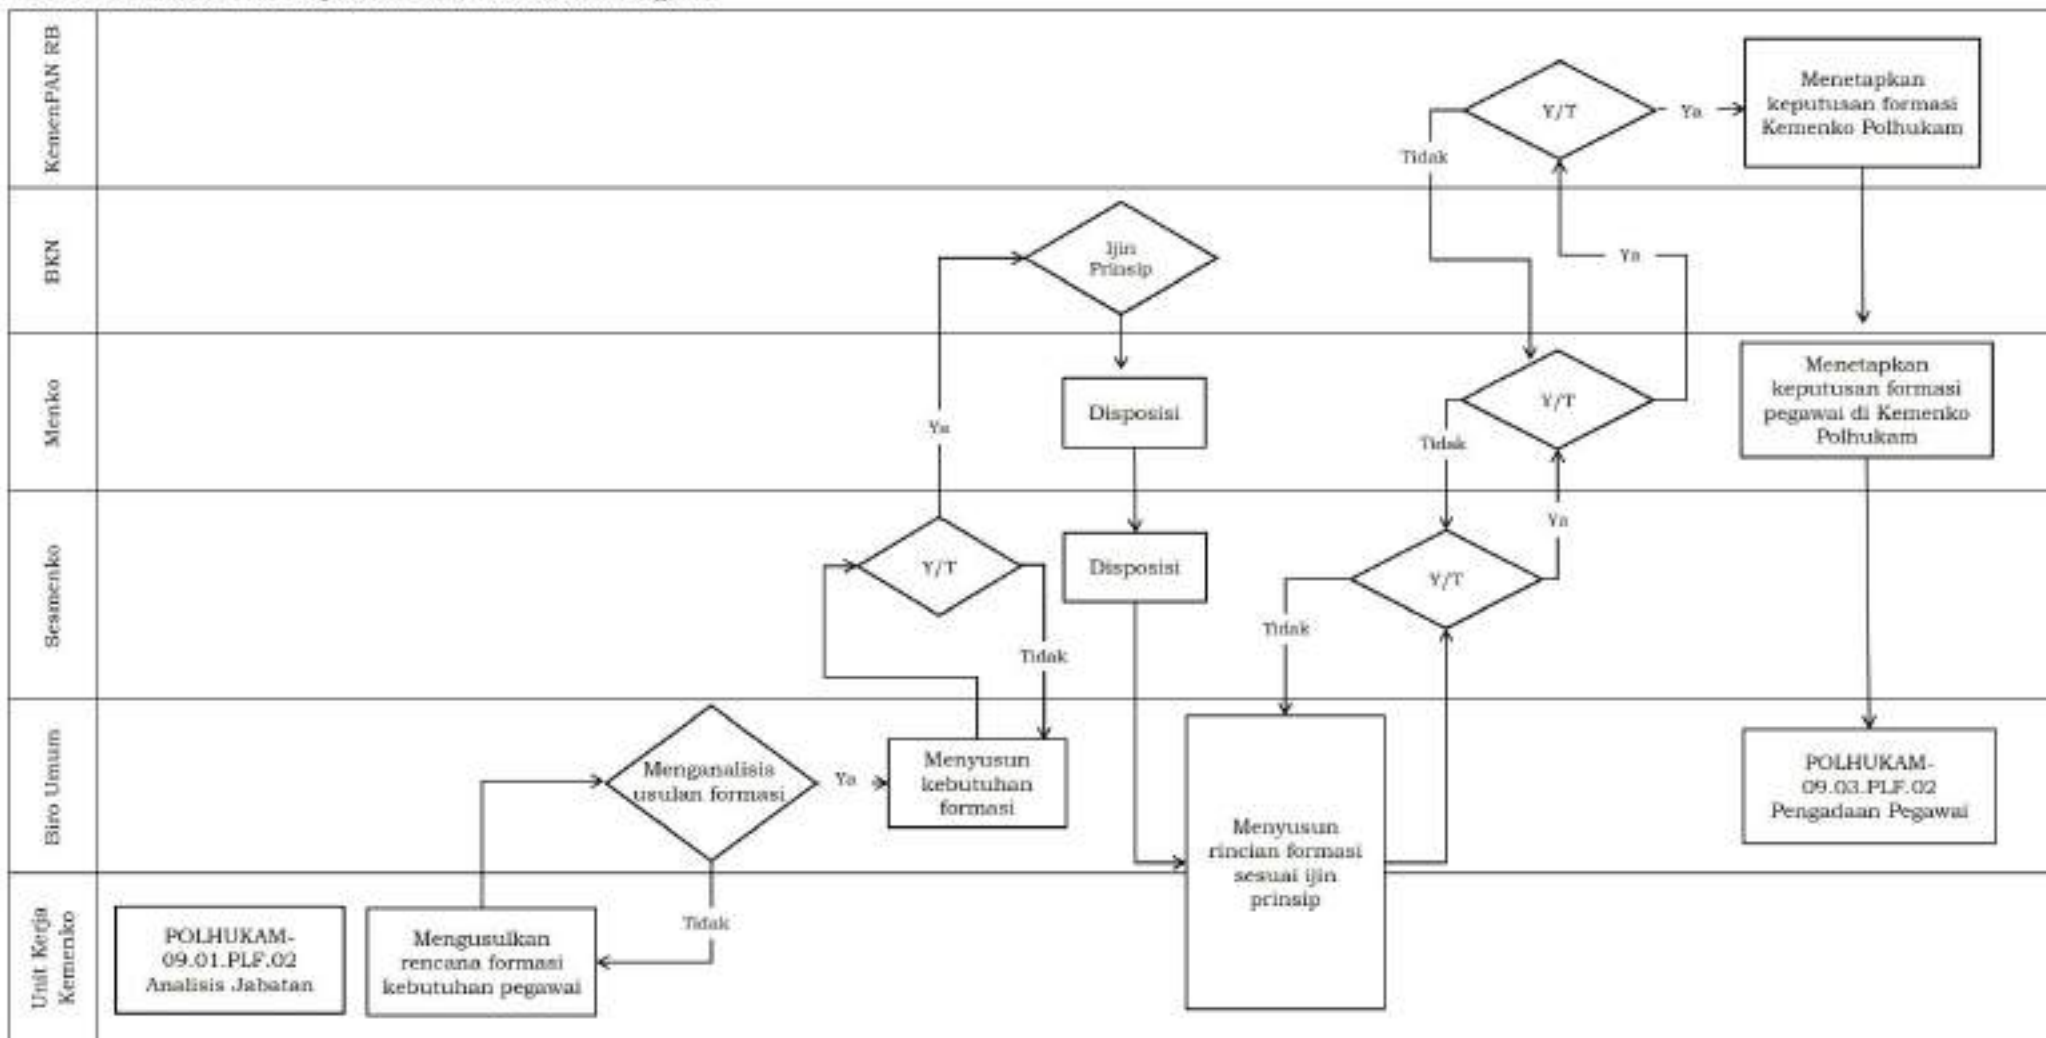 KemenPAN RB
Y/T
Ya
Tidak
Menetapkan
keputusan formasi
Kemenko Polhukam
BKN
Ijin
Prinsip
Ya
Menko
Ya
Disposisi
Y/T
Tidak
Menetapkan
keputusan formasi
pegawai di Kemenko
Polhukam
Sesmenko
Y/T
Tidak
Disposisi
Y/T
Ya
Tidak
Biro Umum
Menganalisis
usulan formasi
Ya
Menyusun
kebutuhan
formasi
Menyusun
rincian formasi
sesuai ijin
prinsip
POLHUKAM-
09.03.PLF.02
Pengadaan Pegawai
Unit Kerja
Kemenko
POLHUKAM-
09.01.PLF.02
Analisis Jabatan
Mengusulkan
rencana formasi
kebutuhan pegawai
Tidak